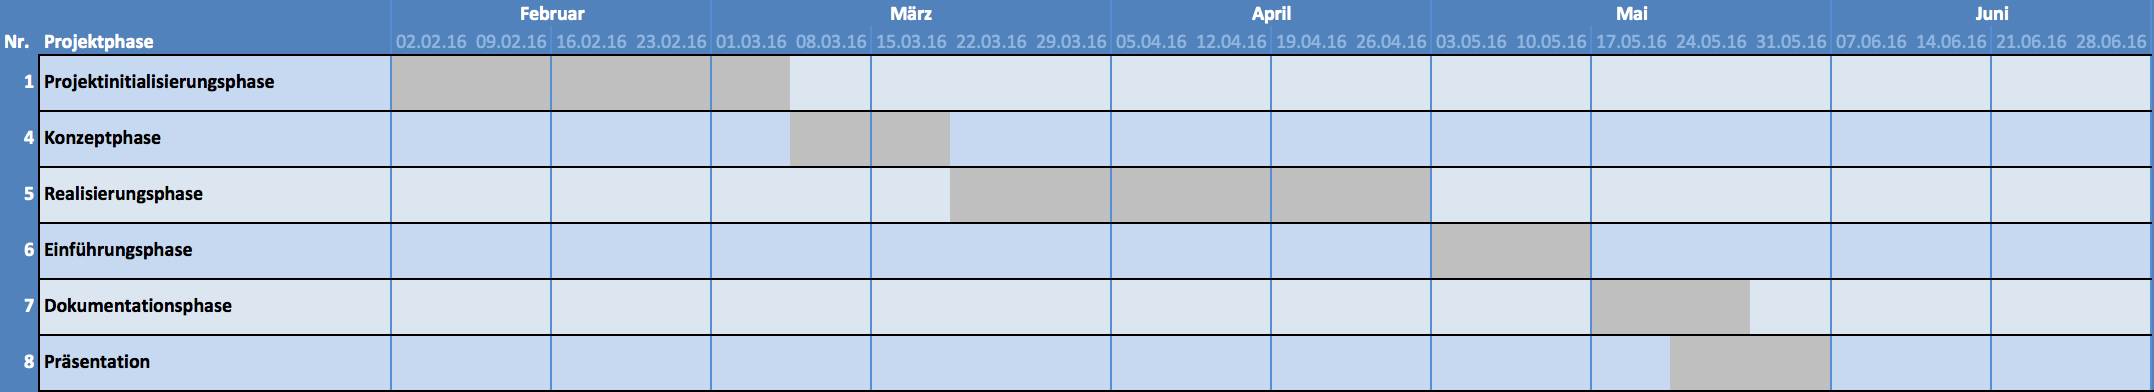 Februar März April Mai Juni
Nr. Projektphase 02.02.16 09.02.16 16.02.16 23.02.16 01.03.16 08.03.16 15.03.16 22.03.16 29.03.16 05.04.16 12.04.16 19.04.16 26.04.16 03.05.16 10.05.16 17.05.16 24.05.16 31.05.16 07.06.16 14.06.16 21.06.16 28.06.16
1 Projektinitialisierungsphase
4 Konzeptphase
5 Realisierungsphase
6 Einführungsphase
7 Dokumentationsphase
8 Präsentation